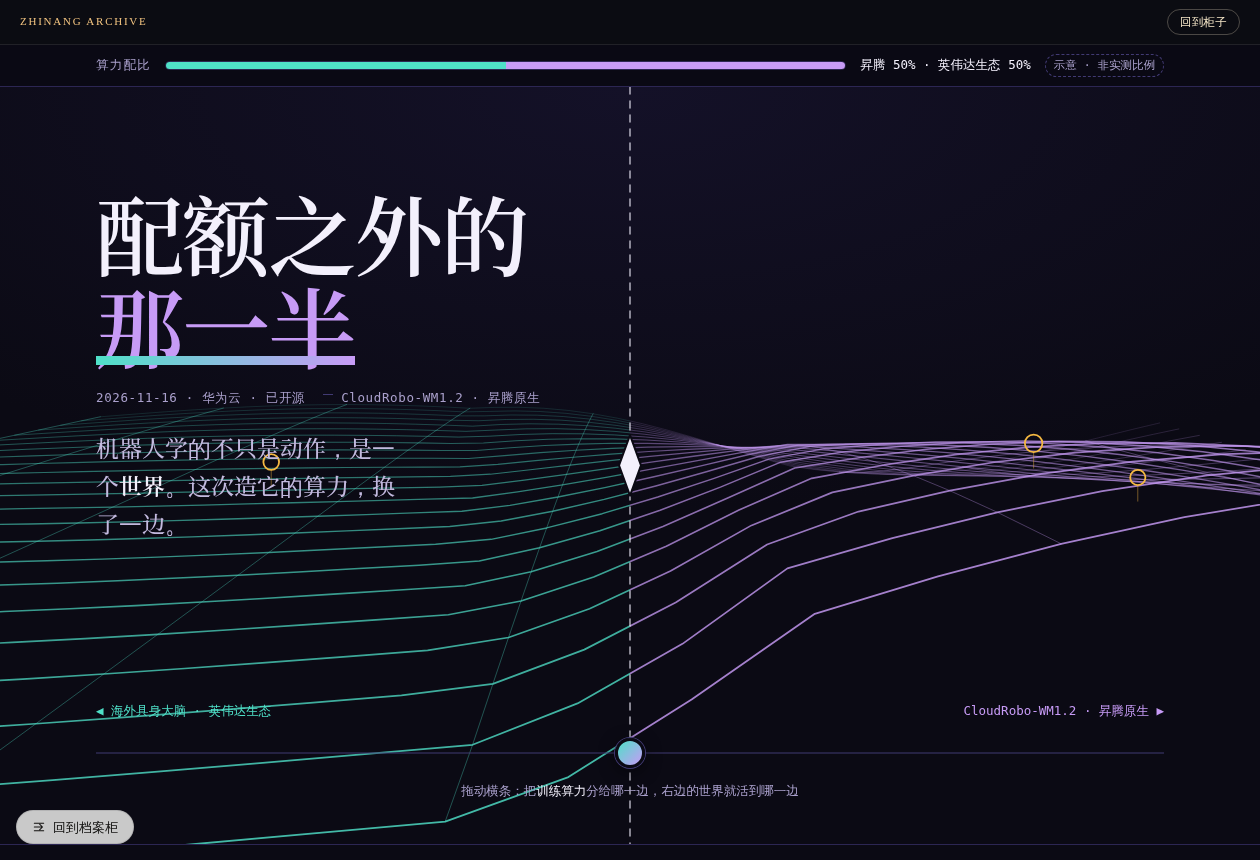 ZHINANG ARCHIVE
回到柜子
算力配比
昇腾 50% · 英伟达生态 50%
示意 · 非实测比例
配额之外的
那一半
2026-11-16 · 华为云 · 已开源
CloudRobo-WM1.2 · 昇腾原生
机器人学的不只是动作，是一
个世界。这次造它的算力，换
了一边。
◀ 海外具身大脑 · 英伟达生态
CloudRobo-WM1.2 · 昇腾原生 ▶
拖动横条：把训练算力分给哪一边，右边的世界就活到哪一边
回到档案柜